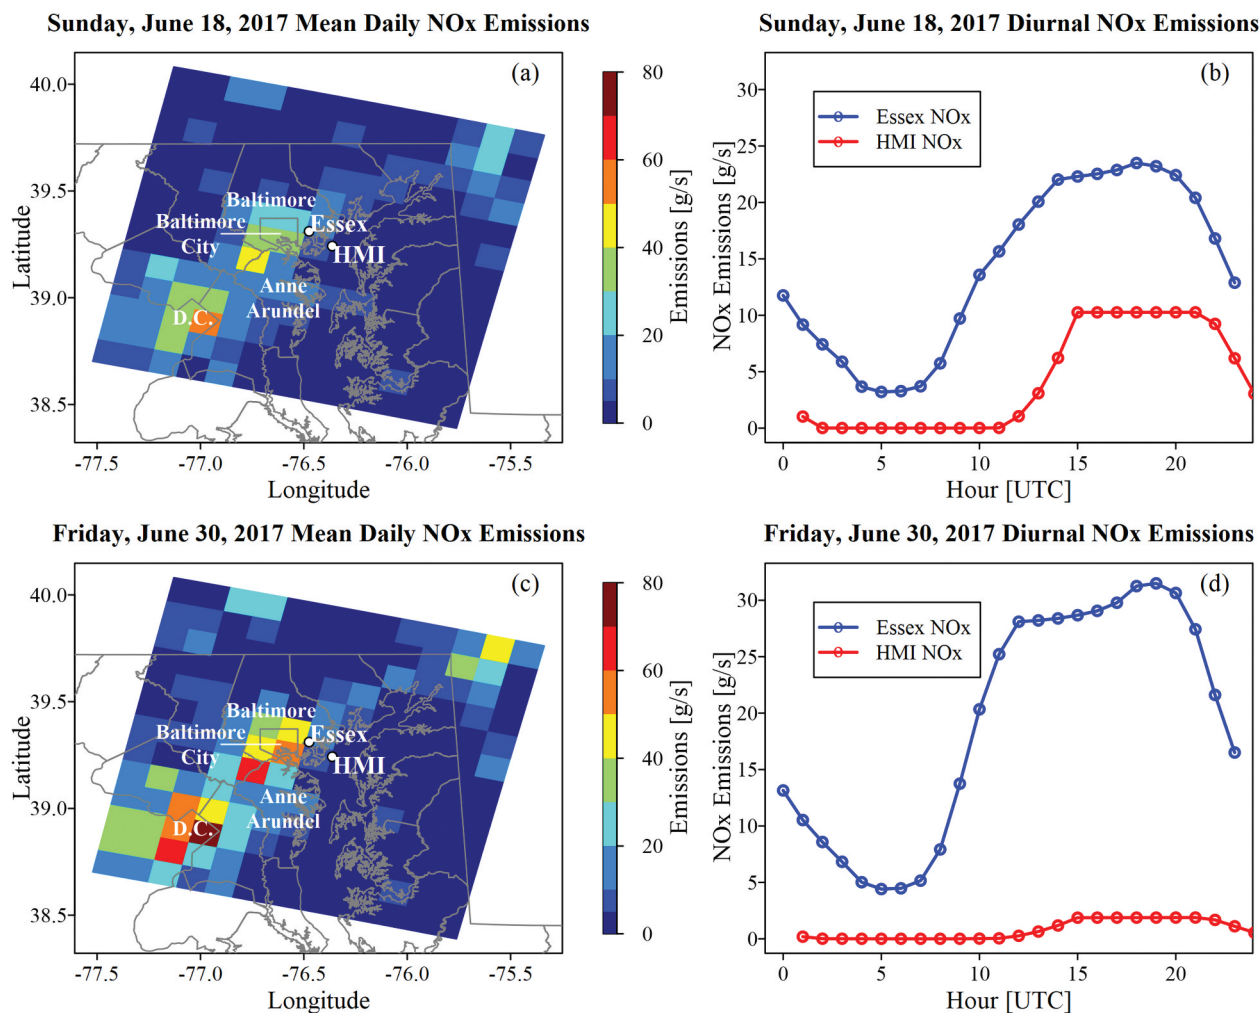 Sunday, June 18, 2017 Mean Daily NOx Emissions
(a)
40.0
39.5
39.0
38.5
Latitude
-77.5
-77.0
-76.5
-76.0
-75.5
Longitude
Baltimore
Baltimore
City
Essex
HMI
Anne
Arundel
D.C.
80
60
40
20
0
Emissions [g/s]
Sunday, June 18, 2017 Diurnal NOx Emissions
(b)
Essex NOx
HMI NOx
30
25
20
15
10
5
0
NOx Emissions [g/s]
0
5
10
15
20
Hour [UTC]
Friday, June 30, 2017 Mean Daily NOx Emissions
(c)
40.0
39.5
39.0
38.5
Latitude
-77.5
-77.0
-76.5
-76.0
-75.5
Longitude
Baltimore
Baltimore
City
Essex
HMI
Anne
Arundel
D.C.
80
60
40
20
0
Emissions [g/s]
Friday, June 30, 2017 Diurnal NOx Emissions
(d)
Essex NOx
HMI NOx
30
25
20
15
10
5
0
NOx Emissions [g/s]
0
5
10
15
20
Hour [UTC]